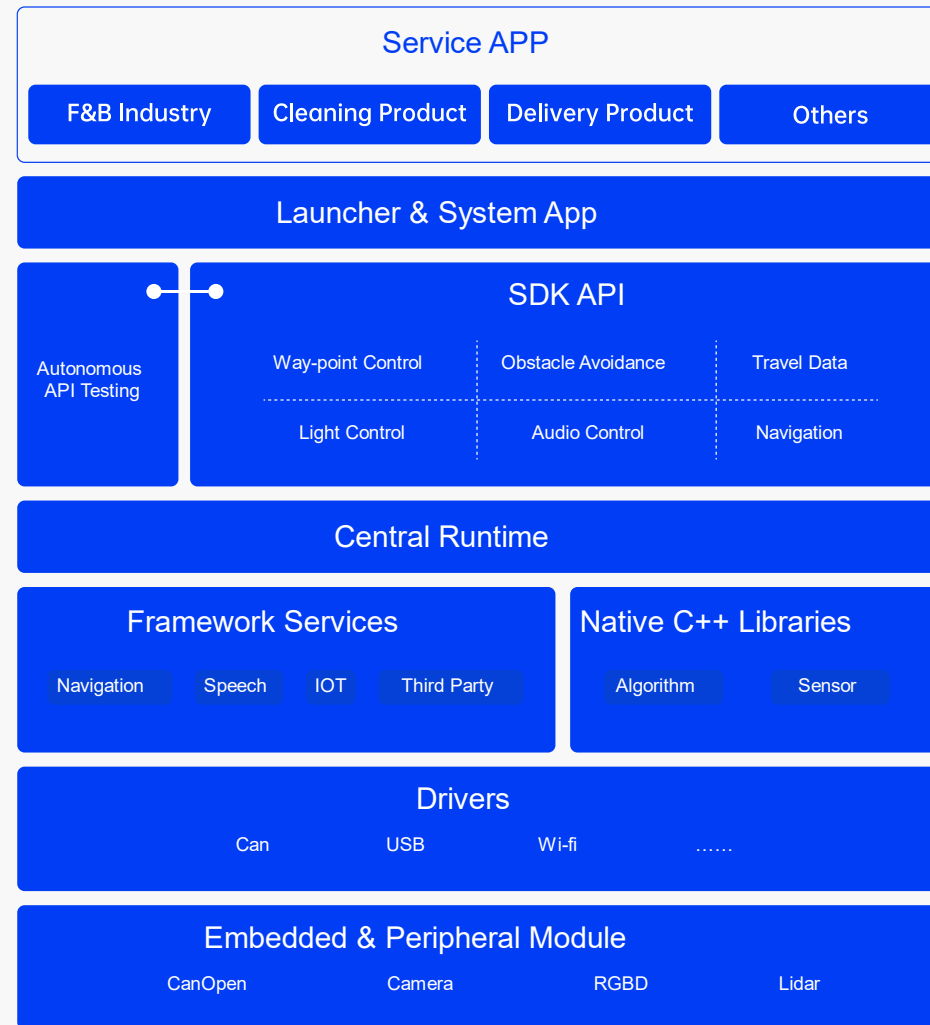 Service APP
F&B Industry
Cleaning Product
Delivery Product
Others
Launcher & System App
Autonomous
API Testing
SDK API
Way-point Control
Obstacle Avoidance
Travel Data
Light Control
Audio Control
Navigation
Central Runtime
Framework Services
Navigation
Speech
IOT
Third Party
Native C++ Libraries
Algorithm
Sensor
Drivers
Can
USB
Wi-fi
……
Embedded & Peripheral Module
CanOpen
Camera
RGBD
Lidar